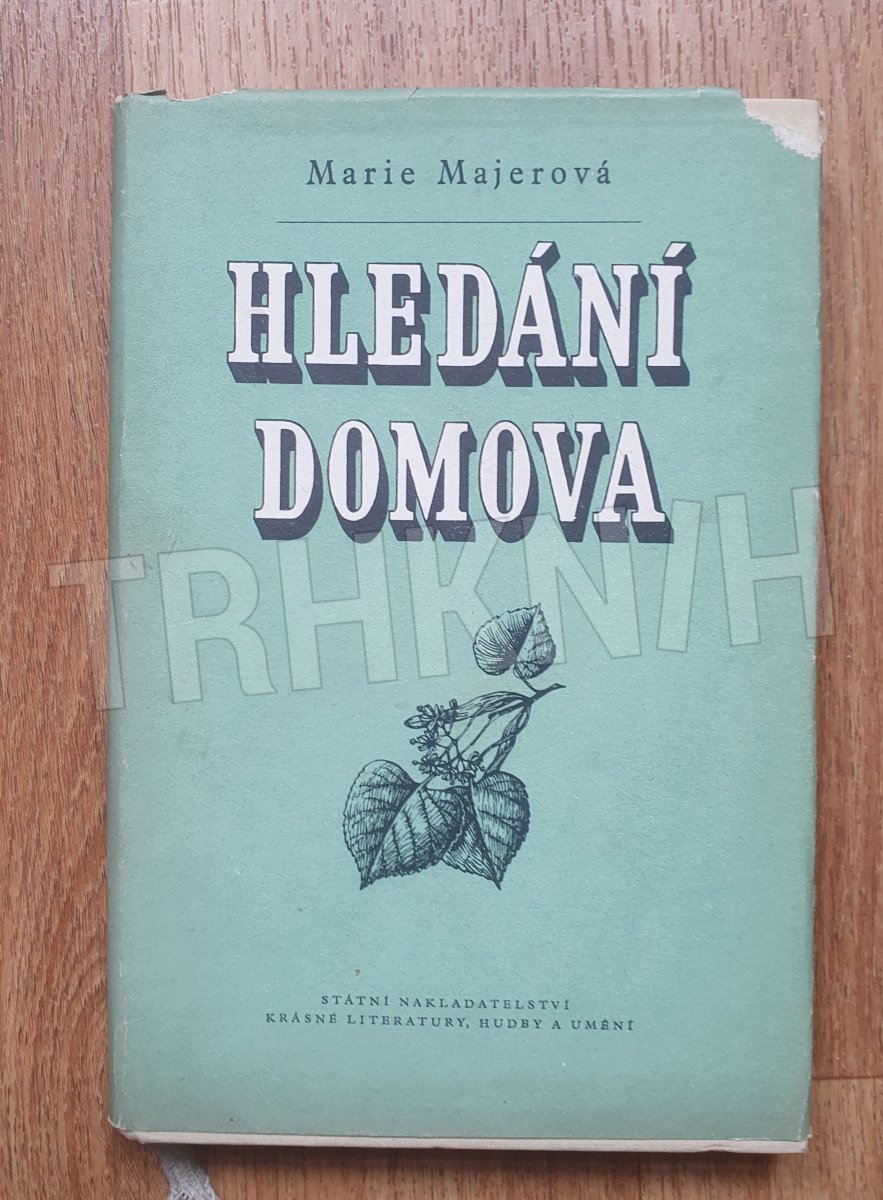 Marie Majerová
HLEDÁNÍ
DOMOVA
TRHKNIH
STÁTNÍ NAKLADATELSTVÍ
KRÁSNÉ LITERATURY, HUDBY A UMĚNÍ